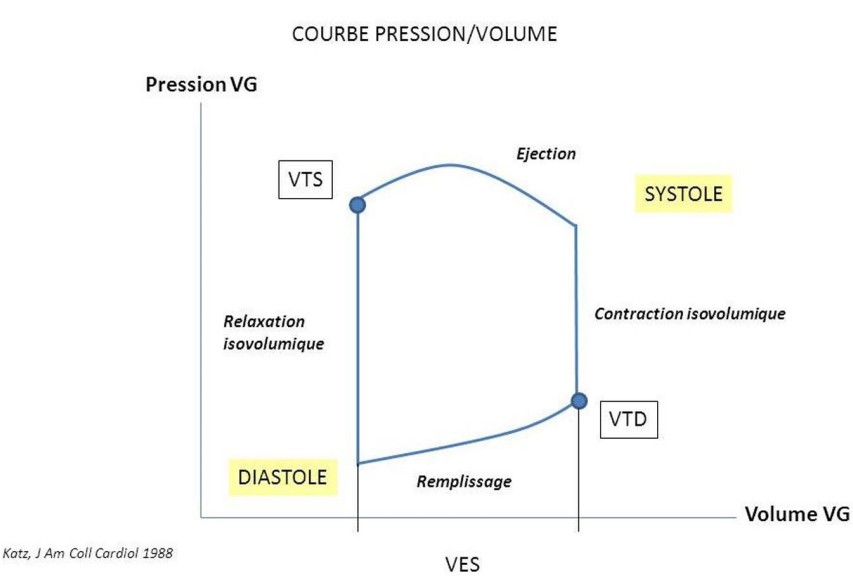 COURBE PRESSION/VOLUME
Pression VG
Ejection
VTS
SYSTOLE
Relaxation
isovolumique
Contraction isovolumique
VTD
DIASTOLE
Remplissage
Volume VG
Katz, J Am Coll Cardiol 1988
VES